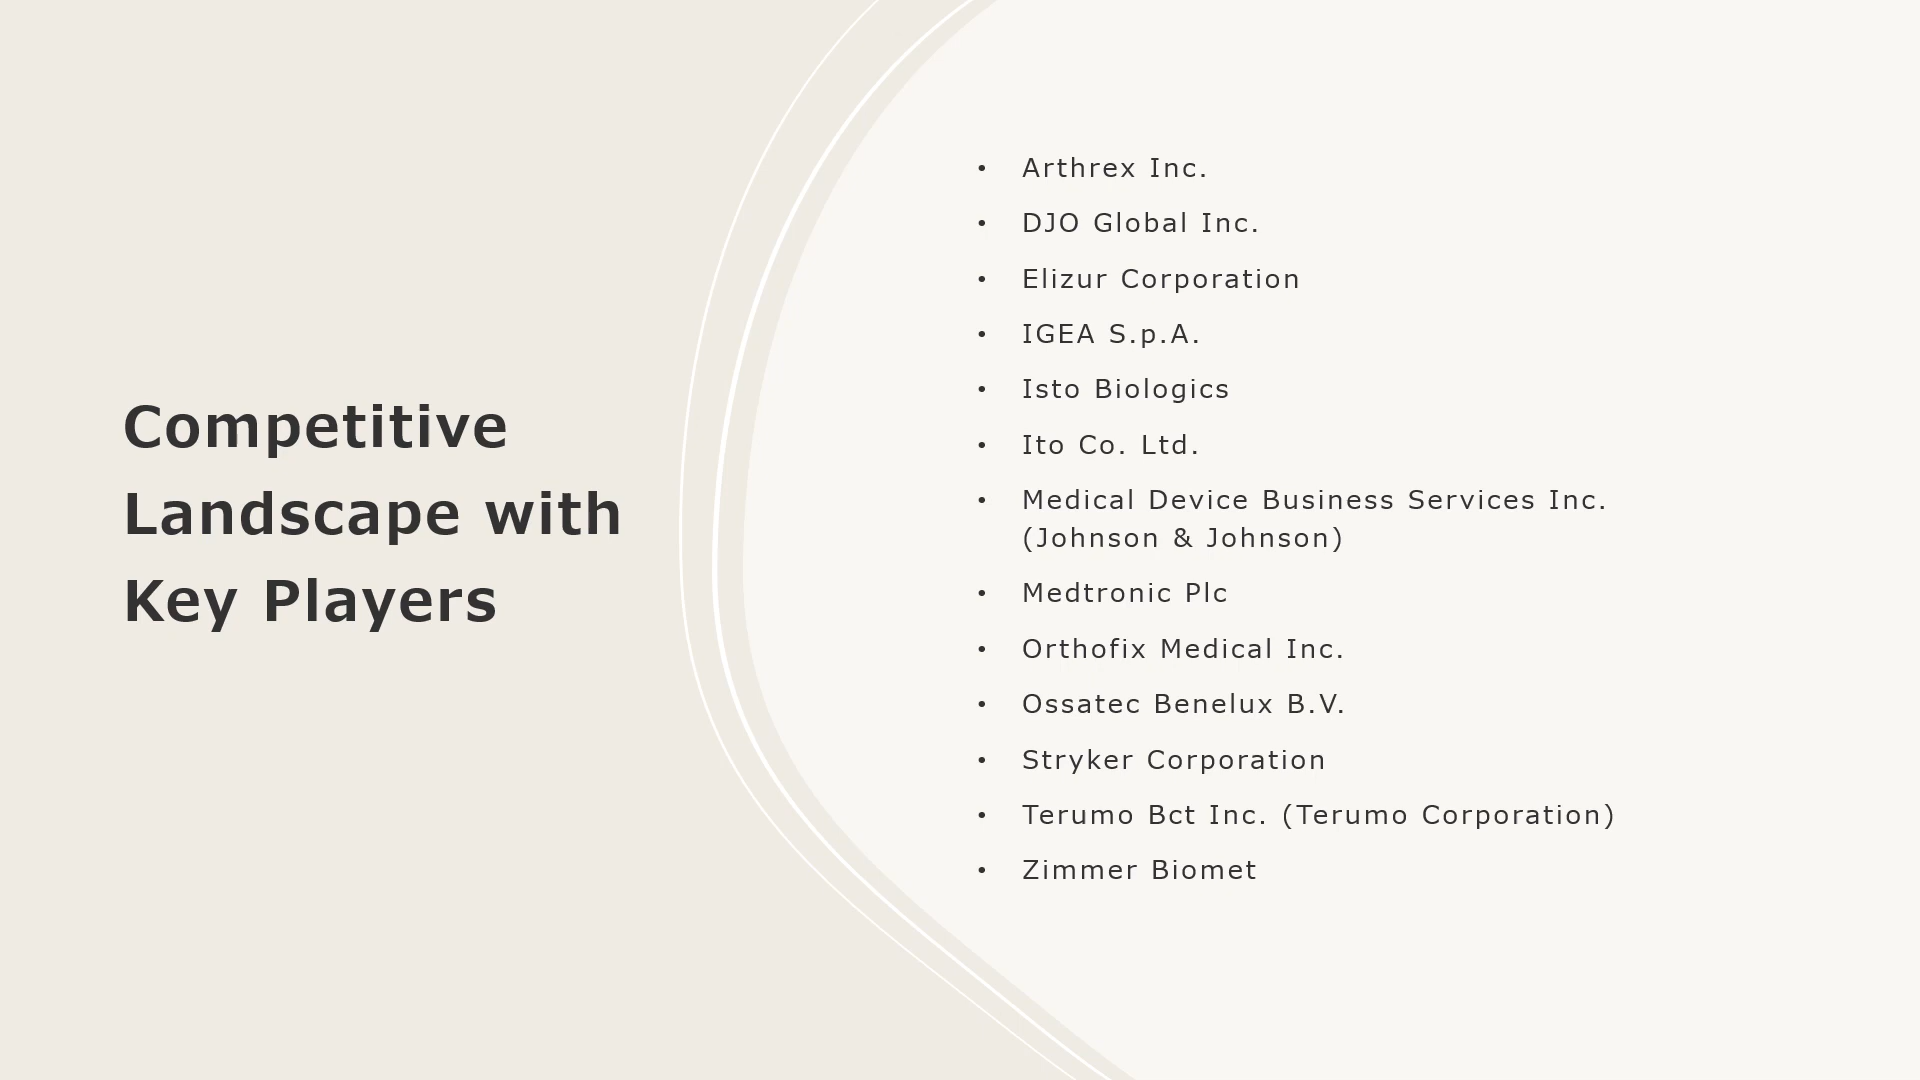 Competitive
Landscape with
Key Players
• Arthrex Inc.
• DJO Global Inc.
• Elizur Corporation
• IGEA S.p.A.
• Isto Biologics
• Ito Co. Ltd.
• Medical Device Business Services Inc.
(Johnson & Johnson)
• Medtronic Plc
• Orthofix Medical Inc.
• Ossatec Benelux B.V.
• Stryker Corporation
• Terumo Bct Inc. (Terumo Corporation)
• Zimmer Biomet